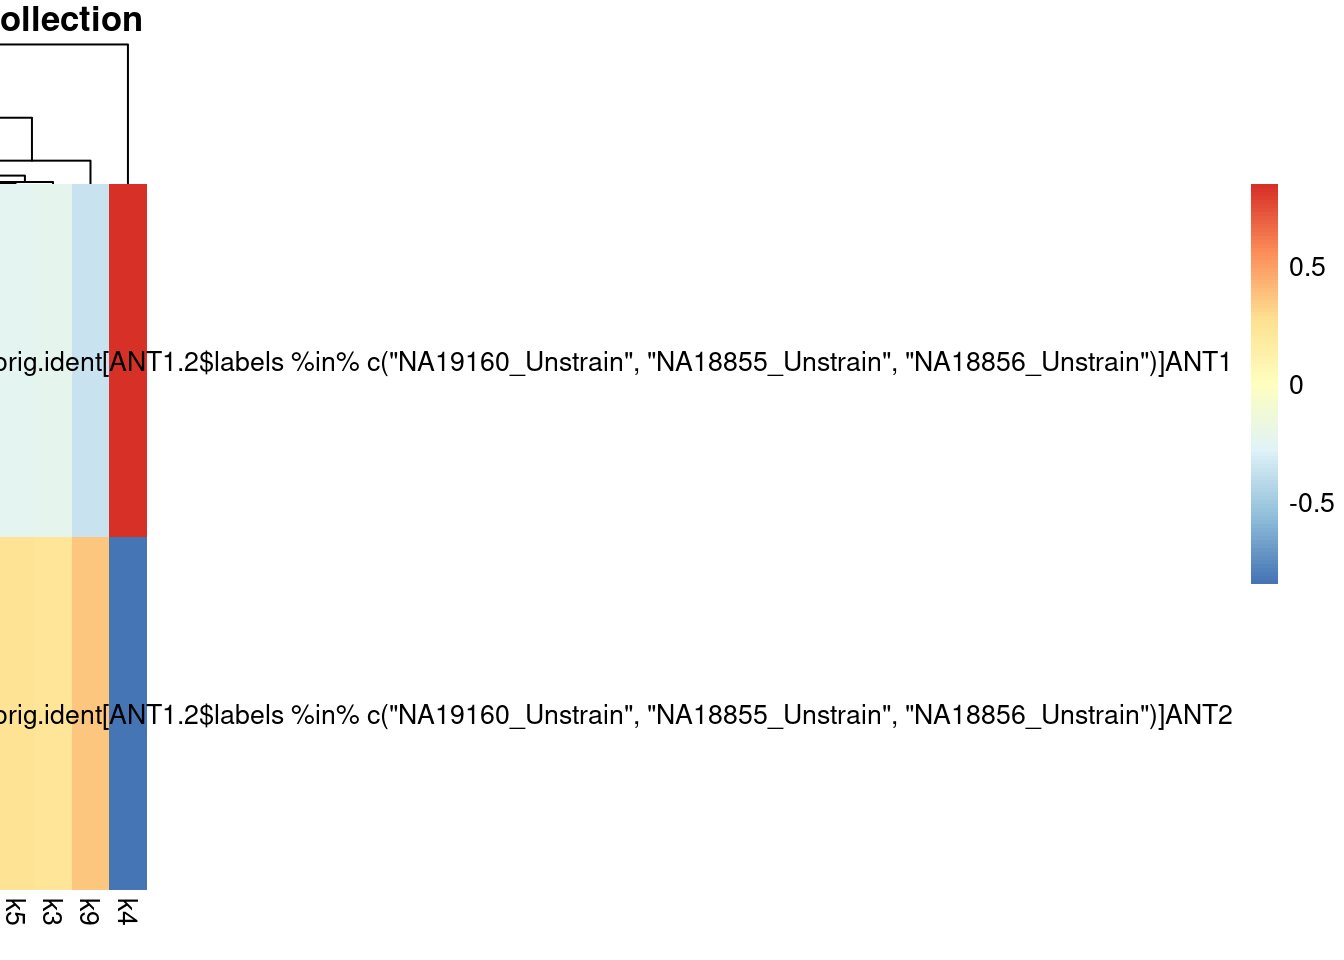 ollection
0.5
orig.ident[ANT1.2$labels %in% c("NA19160_Unstrain", "NA18855_Unstrain", "NA18856_Unstrain")]ANT1
0
-0.5
orig.ident[ANT1.2$labels %in% c("NA19160_Unstrain", "NA18855_Unstrain", "NA18856_Unstrain")]ANT2
k5
k3
k9
k4